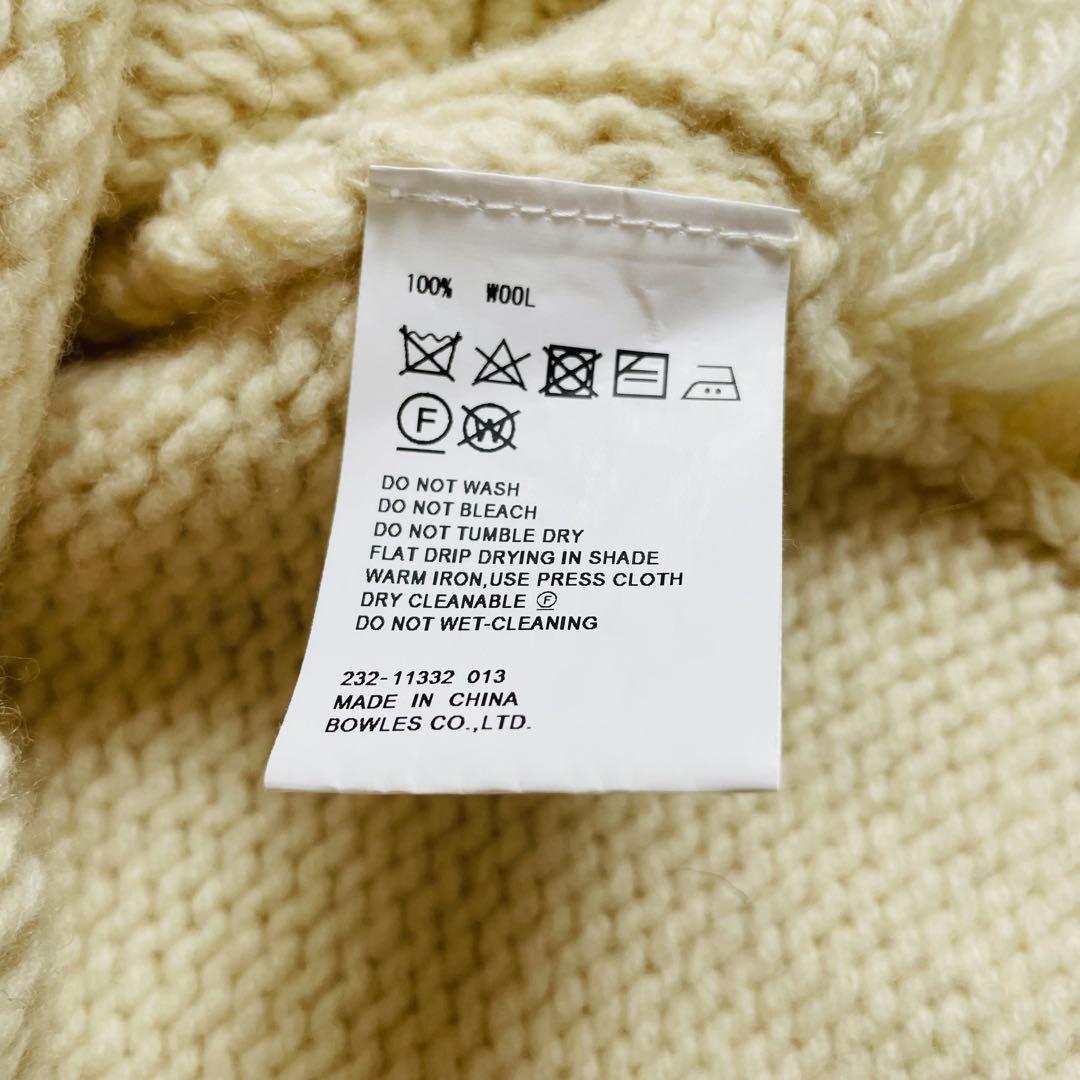 100% WOOL
F W
DO NOT WASH
DO NOT BLEACH
DO NOT TUMBLE DRY
FLAT DRIP DRYING IN SHADE
WARM IRON,USE PRESS CLOTH
DRY CLEANABLE Ⓕ
DO NOT WET-CLEANING
232-11332 013
MADE IN CHINA
BOWLES CO.,LTD.